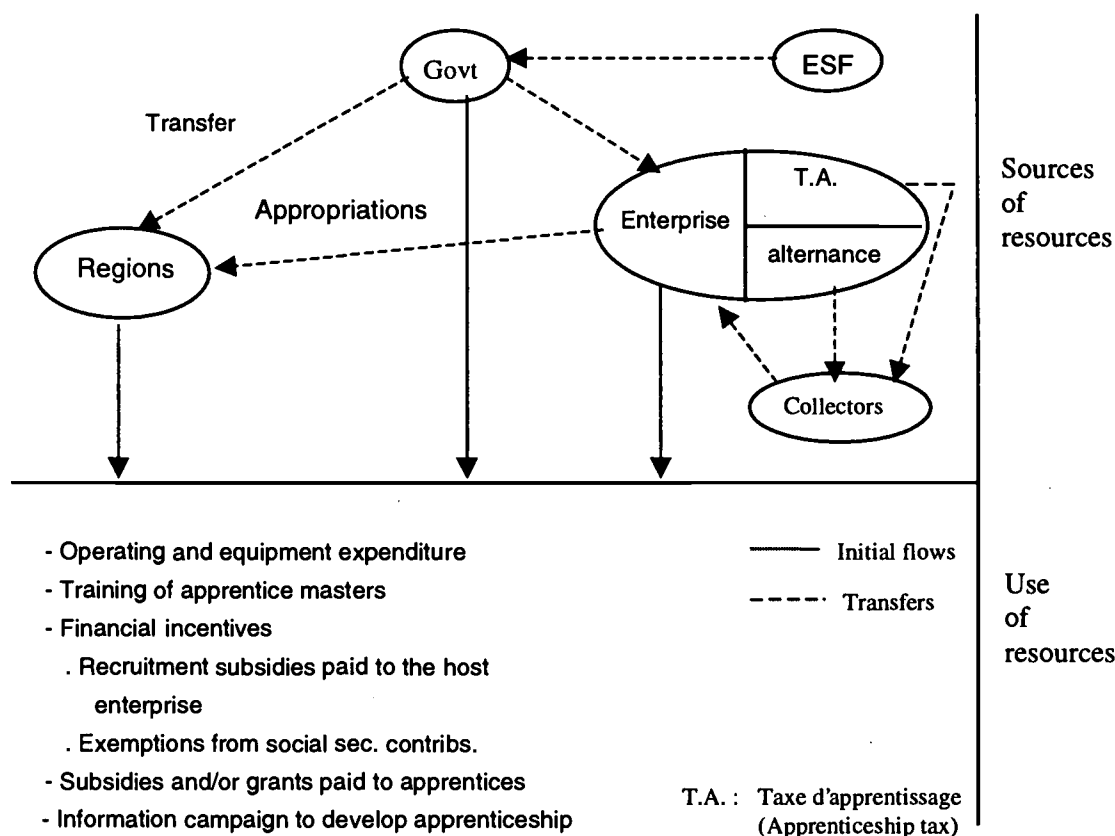 Govt
ESF
Transfer
T.A.
Sources
of
resources
Appropriations
Enterprise
alternance
Regions
Collectors
- Operating and equipment expenditure
- Training of apprentice masters
- Financial incentives
. Recruitment subsidies paid to the host
enterprise
. Exemptions from social sec. contribs.
- Subsidies and/or grants paid to apprentices
- Information campaign to develop apprenticeship
Initial flows
Transfers
Use
of
resources
T.A. : Taxe d'apprentissage
(Apprenticeship tax)